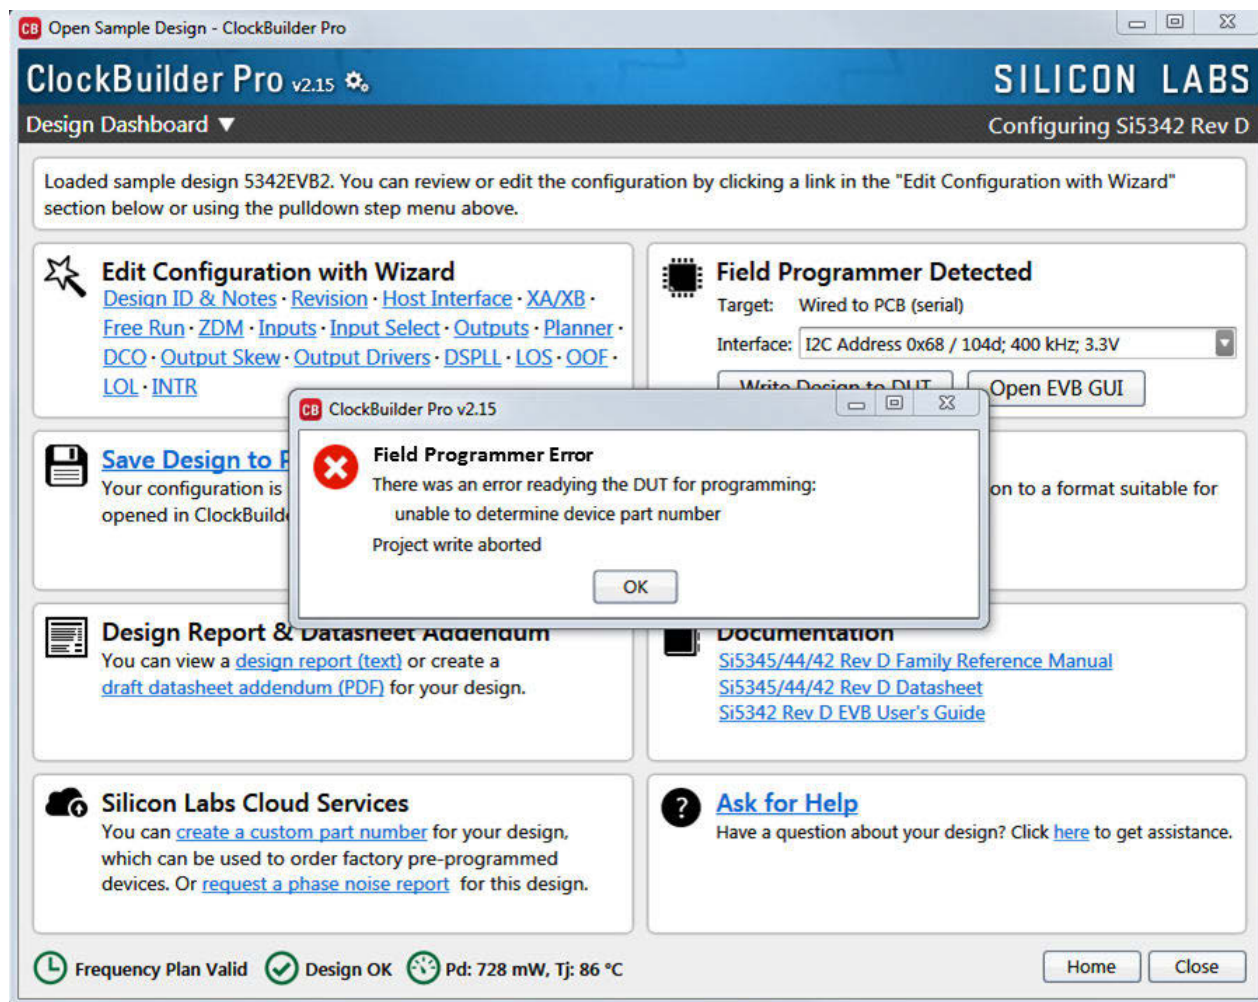 CB Open Sample Design - ClockBuilder Pro
ClockBuilder Pro v2.15
SILICON LABS
Design Dashboard ▼
Configuring Si5342 Rev D
Loaded sample design 5342EVB2. You can review or edit the configuration by clicking a link in the "Edit Configuration with Wizard"
section below or using the pulldown step menu above.
Edit Configuration with Wizard
Design ID & Notes · Revision · Host Interface · XA/XB ·
Free Run · ZDM · Inputs · Input Select · Outputs · Planner ·
DCO · Output Skew · Output Drivers · DSPLL · LOS · OOF ·
LOL · INTR
Field Programmer Detected
Target: Wired to PCB (serial)
Interface: I2C Address 0x68 / 104d; 400 kHz; 3.3V
Write Design to DUT
Open EVB GUI
CB ClockBuilder Pro v2.15
Field Programmer Error
There was an error readying the DUT for programming:
unable to determine device part number
Project write aborted
OK
Save Design to
Your configuration is
opened in
on to a format suitable for
Design Report & Datasheet Addendum
You can view a design report (text) or create a
draft datasheet addendum (PDF) for your design.
Documentation
Si5345/44/42 Rev D Family Reference Manual
Si5345/44/42 Rev D Datasheet
Si5342 Rev D EVB User's Guide
Silicon Labs Cloud Services
You can create a custom part number for your design,
which can be used to order factory pre-programmed
devices. Or request a phase noise report for this design.
? Ask for Help
Have a question about your design? Click here to get assistance.
Frequency Plan Valid
Design OK
Pd: 728 mW, Tj: 86 °C
Home
Close